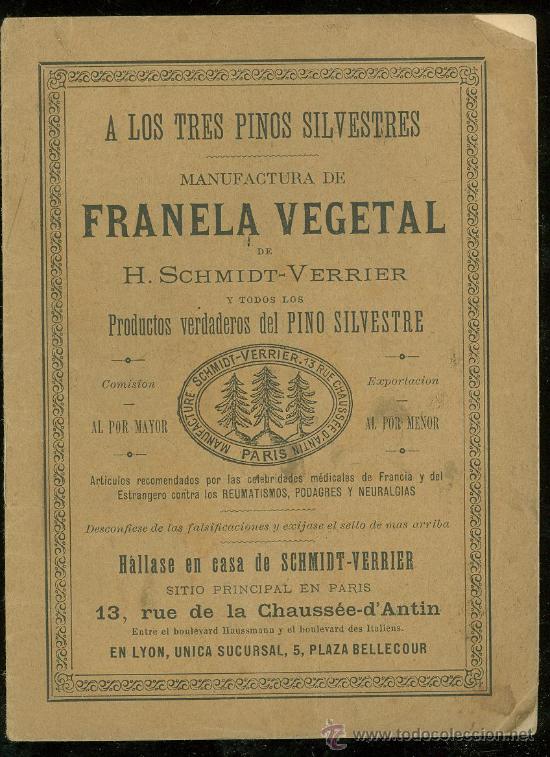 A LOS TRES PINOS SILVESTRES
MANUFACTURA DE
FRANELA VEGETAL
DE
H. SCHMIDT-VERRIER
Y TODOS LOS
Productos verdaderos del PINO SILVESTRE
Comision
AL POR MAYOR
MANUFACTURE SCHMIDT-VERRIER. 13 RUE CHAUSSÉE D'ANTIN
PARIS
Exportacion
AL POR MENOR
Artículos recomendados por las celebridades médicales de Francia y del
Estrangero contra los REUMATISMOS, PODAGRES Y NEURALGIAS
Desconfiese de las falsificaciones y exijase el sello de mas arriba
Hállase en casa de SCHMIDT-VERRIER
SITIO PRINCIPAL EN PARIS
13, rue de la Chaussée-d'Antin
Entre el boulevard Haussmann y el boulevard des Italiens.
EN LYON, UNICA SUCURSAL, 5, PLAZA BELLECOUR
todocoleccion.net
www.todocoleccion.net